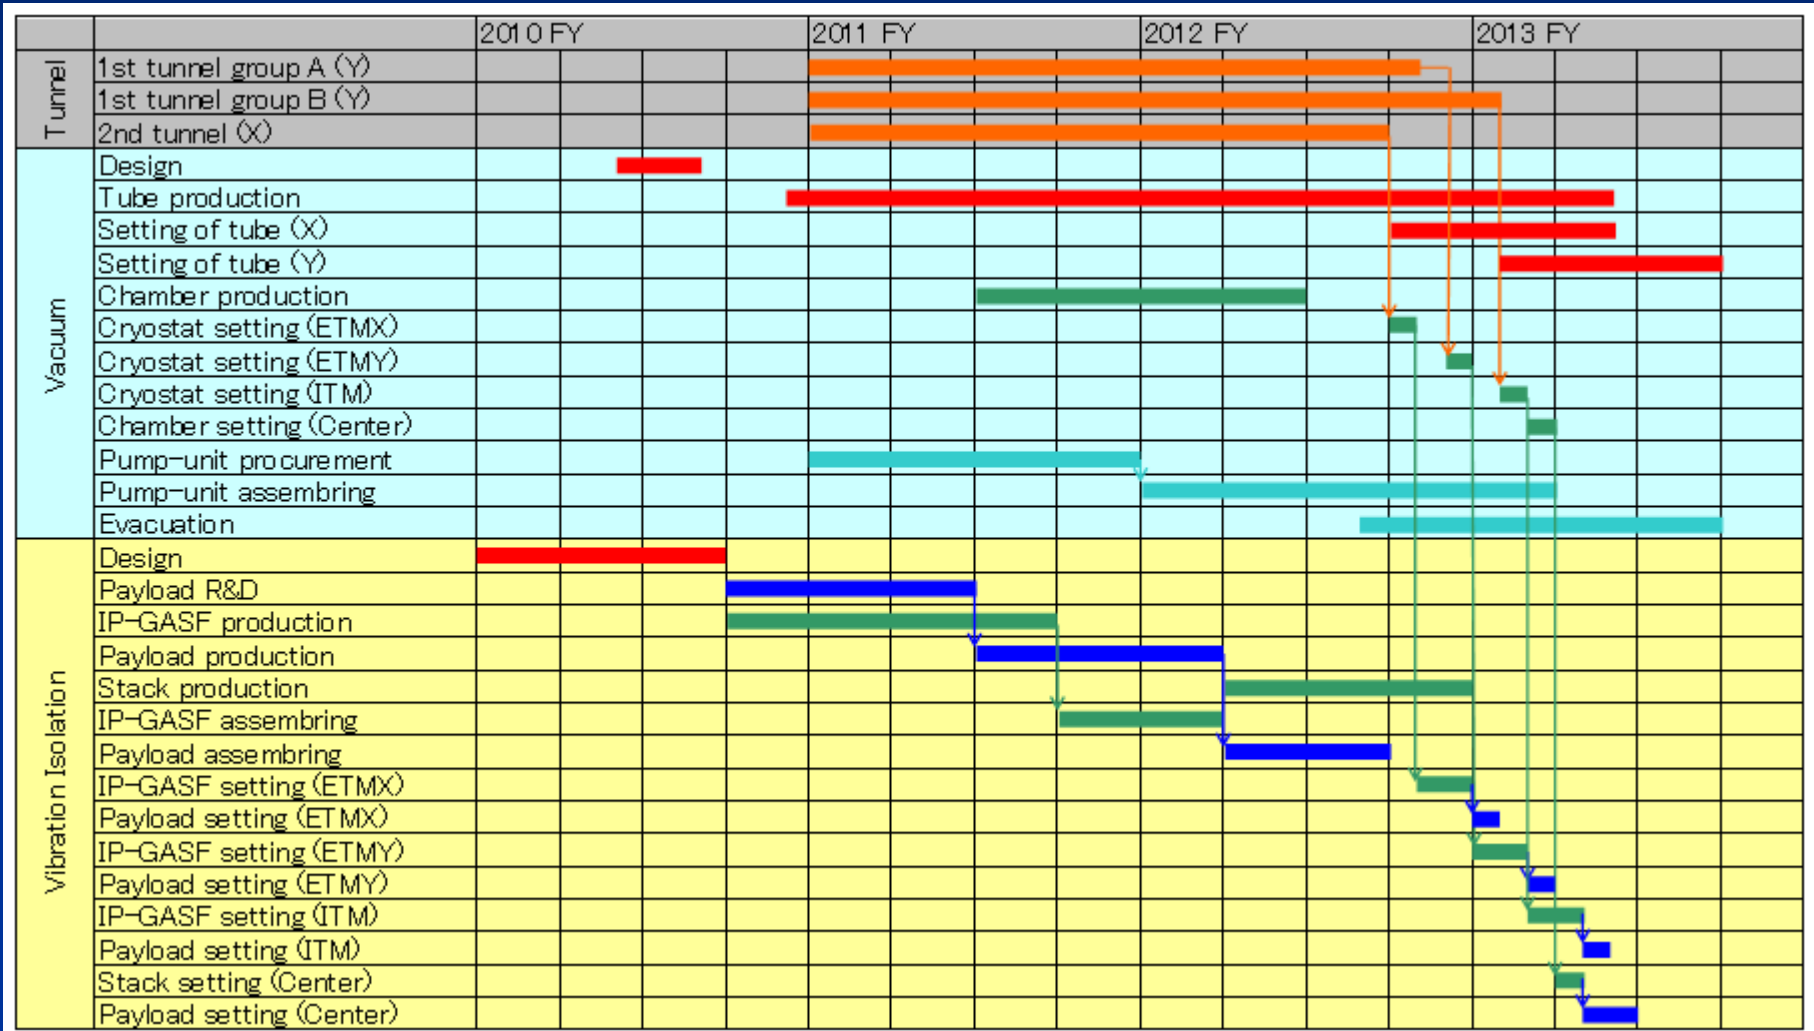 2010 FY 2011 FY 2012 FY 2013 FY
Tunnel
1st tunnel group A (Y)
1st tunnel group B (Y)
2nd tunnel (X)
Vacuum
Design
Tube production
Setting of tube (X)
Setting of tube (Y)
Chamber production
Cryostat setting (ETMX)
Cryostat setting (ETMY)
Cryostat setting (ITM)
Chamber setting (Center)
Pump-unit procurement
Pump-unit assembring
Evacuation
Vibration Isolation
Design
Payload R&D
IP-GASF production
Payload production
Stack production
IP-GASF assembring
Payload assembring
IP-GASF setting (ETMX)
Payload setting (ETMX)
IP-GASF setting (ETMY)
Payload setting (ETMY)
IP-GASF setting (ITM)
Payload setting (ITM)
Stack setting (Center)
Payload setting (Center)